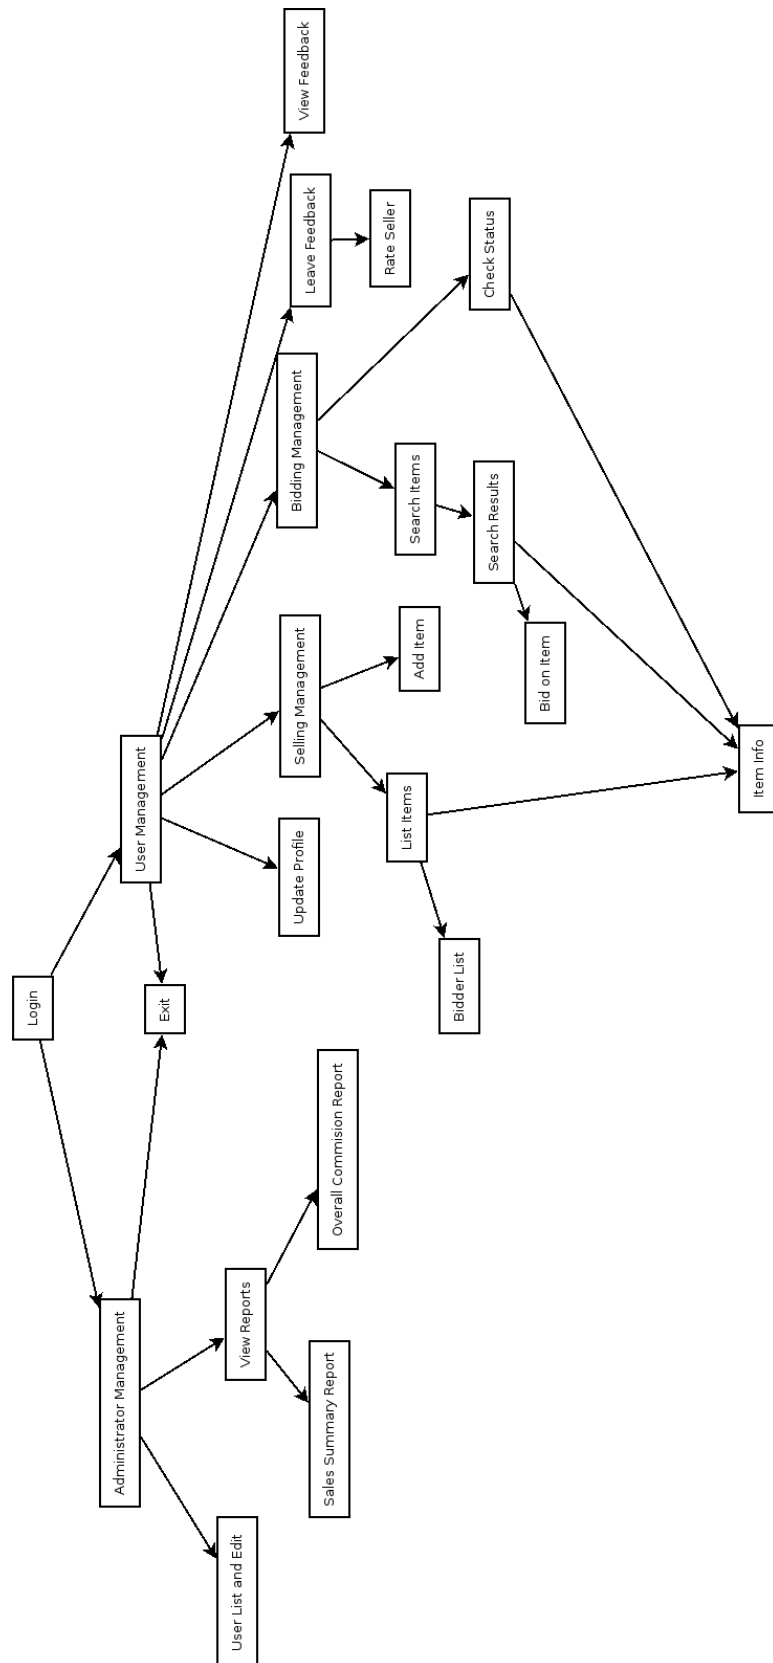 Login
Administrator Management
User Management
Exit
User List and Edit
View Reports
Sales Summary Report
Overall Commision Report
Update Profile
Selling Management
Bidding Management
Leave Feedback
View Feedback
List Items
Add Item
Search Items
Rate Seller
Bidder List
Search Results
Check Status
Bid on Item
Item Info